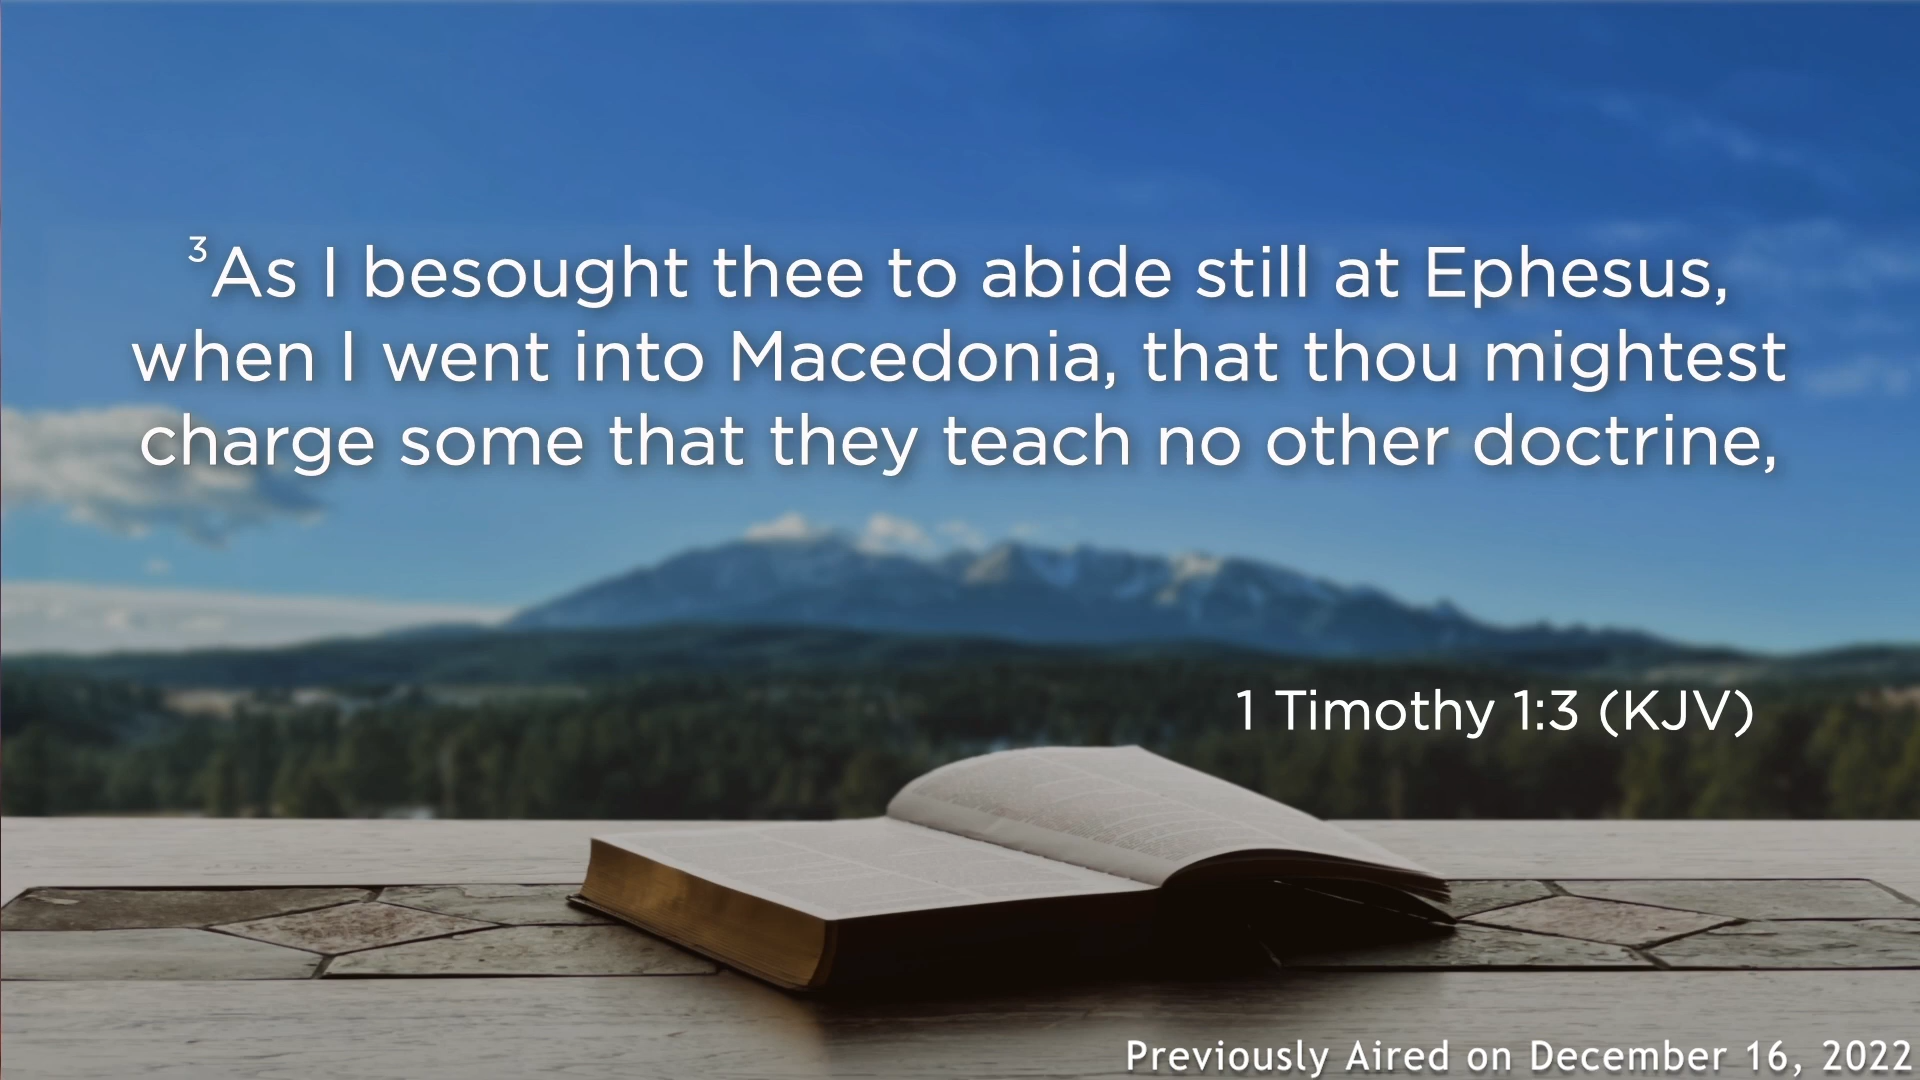 ³As I besought thee to abide still at Ephesus,
when I went into Macedonia, that thou mightest
charge some that they teach no other doctrine,
1 Timothy 1:3 (KJV)
Previously Aired on December 16, 2022